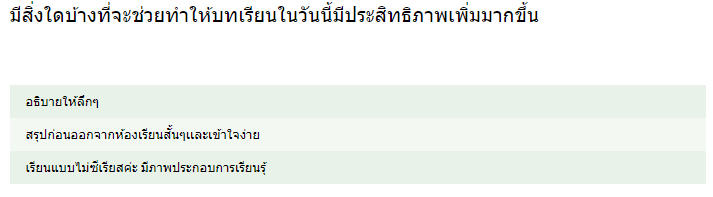 มีสิ่งใดบ้างที่จะช่วยทำให้บทเรียนในวันนี้มีประสิทธิภาพเพิ่มมากขึ้น
อธิบายให้ลึกๆ
สรุปก่อนออกจากห้องเรียนสั้นๆและเข้าใจง่าย
เรียนแบบไม่ซีเรียสค่ะ มีภาพประกอบการเรียนรุ้